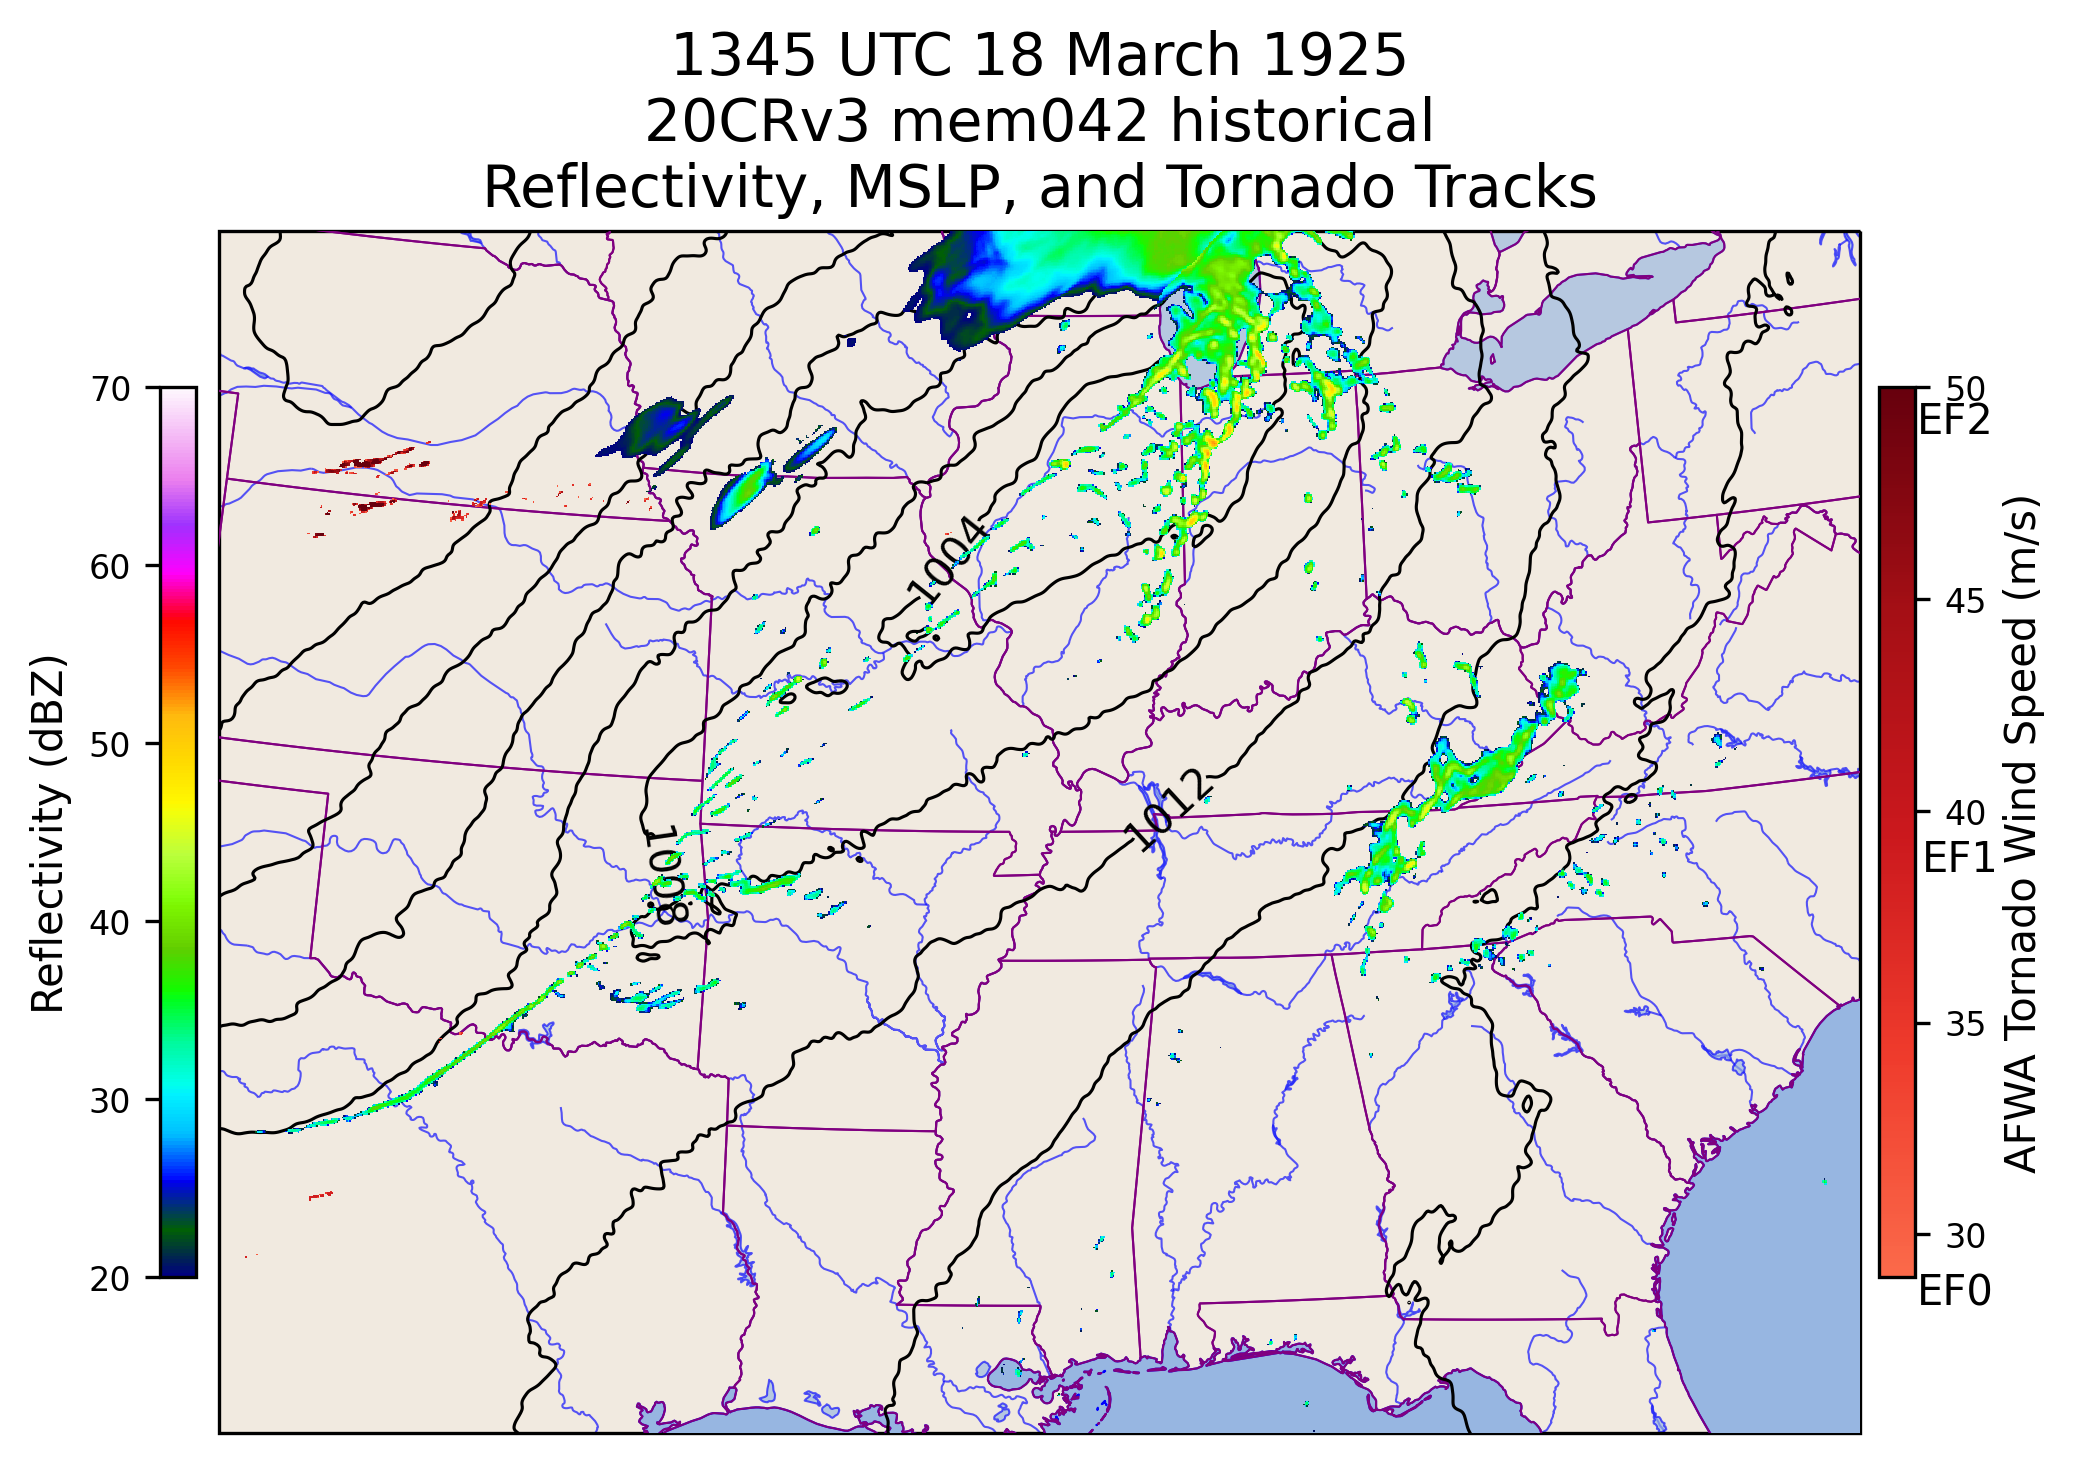 1345 UTC 18 March 1925
20CRv3 mem042 historical
Reflectivity, MSLP, and Tornado Tracks
Reflectivity (dBZ)
70
60
50
40
30
20
1004
1008
1012
50
EF2
45
40
EF1
35
30
EF0
AFWA Tornado Wind Speed (m/s)